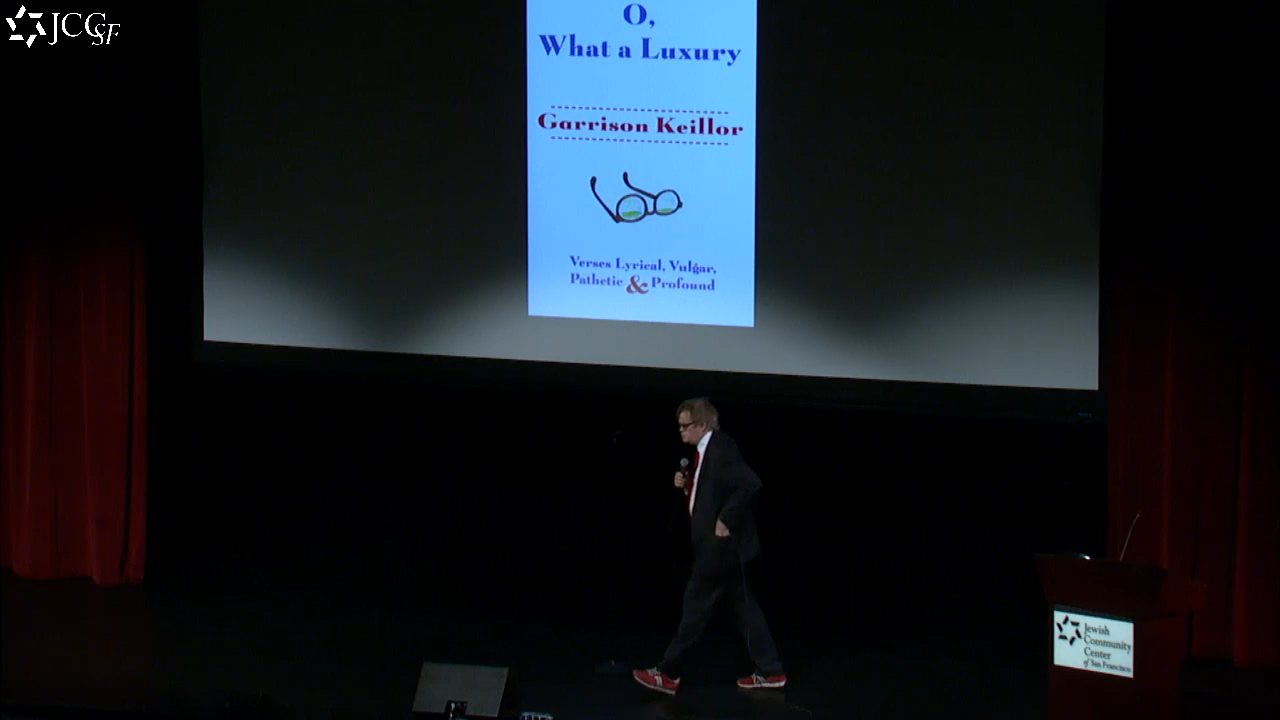 JCCSF
O,
What a Luxury
Garrison Keillor
Verses Lyrical, Vulgar,
Pathetic & Profound
Jewish
Community
Center
of San Francisco